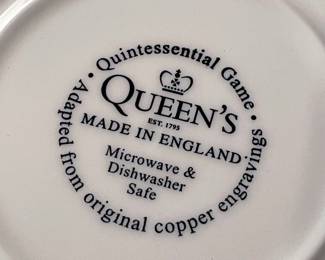 • Quintessential Game •
QUEEN'S
EST. 1795
MADE IN ENGLAND
Microwave &
Dishwasher
Safe
Adapted from original copper engravings